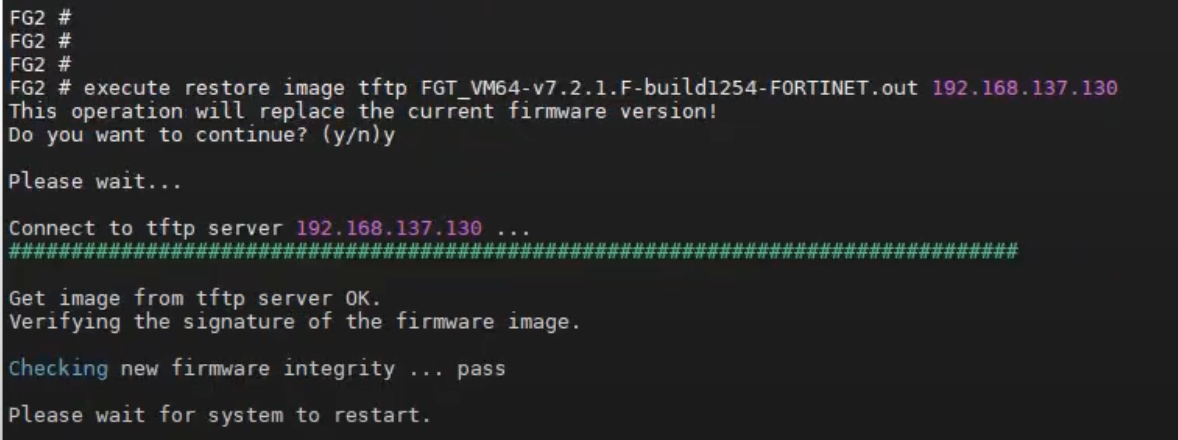 FG2 #
FG2 #
FG2 #
FG2 # execute restore image tftp FGT_VM64-v7.2.1.F-build1254-FORTINET.out 192.168.137.130
This operation will replace the current firmware version!
Do you want to continue? (y/n)y
Please wait...
Connect to tftp server 192.168.137.130 ...
#################################################################################
Get image from tftp server OK.
Verifying the signature of the firmware image.
Checking new firmware integrity ... pass
Please wait for system to restart.